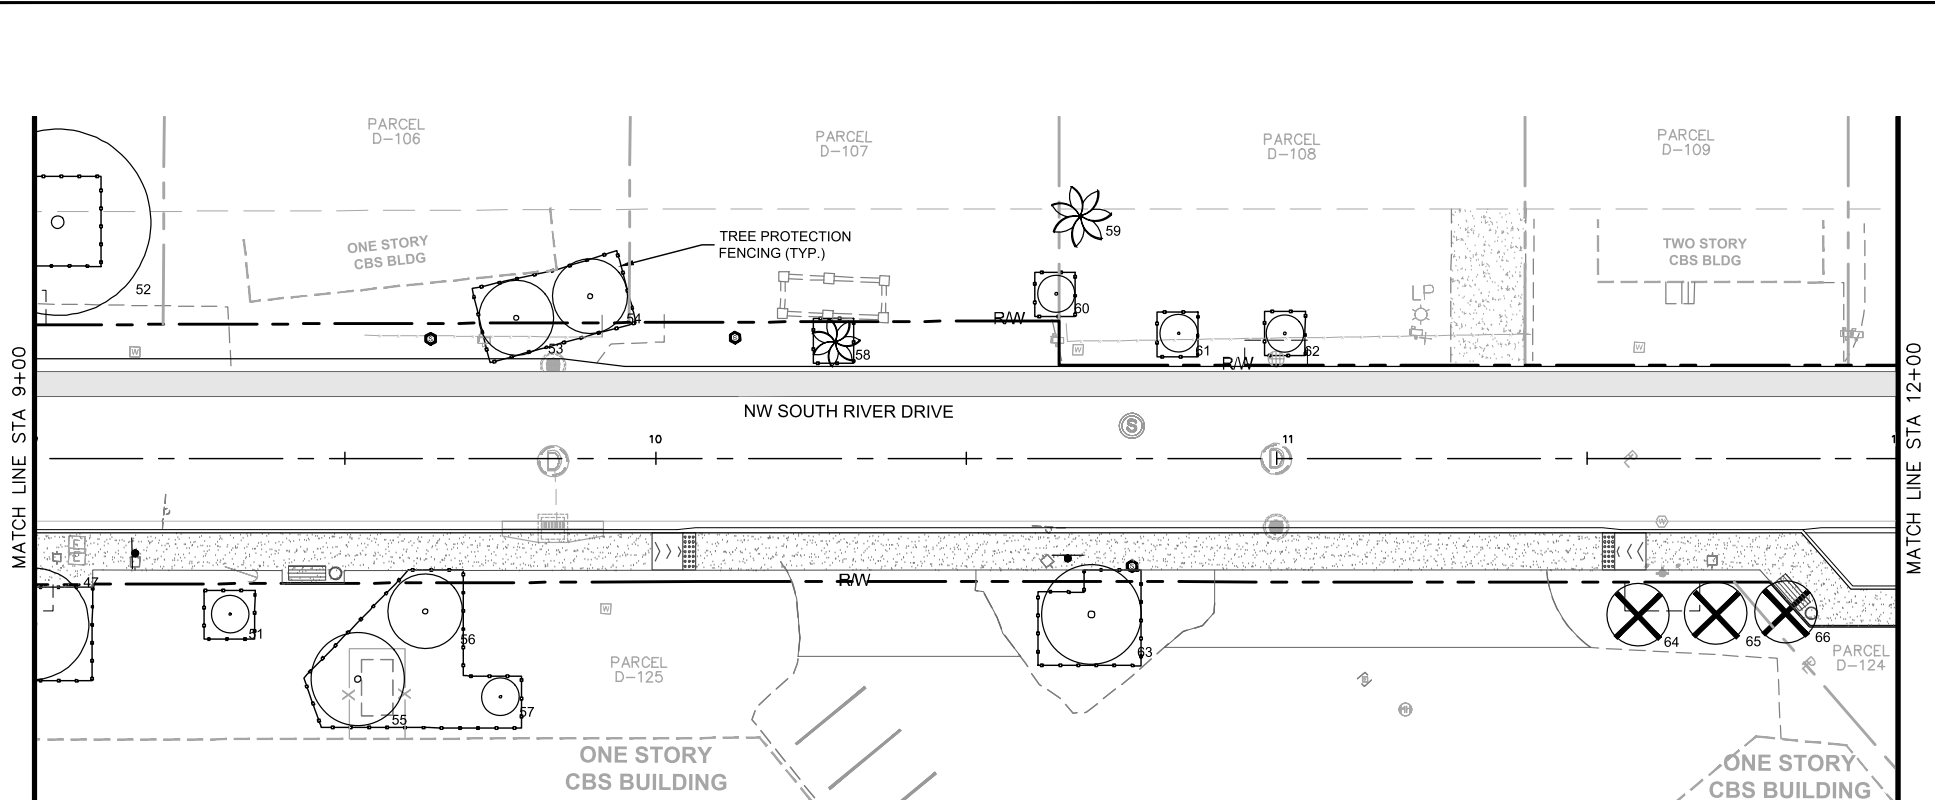 PARCEL
D-106
PARCEL
D-107
PARCEL
D-108
PARCEL
D-109
ONE STORY
CBS BLDG
TREE PROTECTION
FENCING (TYP.)
59
TWO STORY
CBS BLDG
52
LP
60
R/W
54
53
58
61
62
R/W
W
W
W
MATCH LINE STA 9+00
MATCH LINE STA 12+00
NW SOUTH RIVER DRIVE
S
10
11
1
D
D
W
E
E
47
R/W
51
W
56
63
64
65
66
PARCEL
D-125
PARCEL
D-124
57
55
MH
ONE STORY
CBS BUILDING
ONE STORY
CBS BUILDING